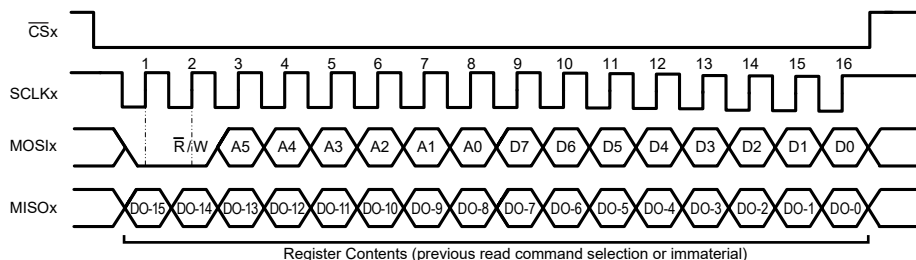 C̅S̅x
1 2 3 4 5 6 7 8 9 10 11 12 13 14 15 16
SCLKx
MOSIx R̅/W A5 A4 A3 A2 A1 A0 D7 D6 D5 D4 D3 D2 D1 D0
MISOx DO-15 DO-14 DO-13 DO-12 DO-11 DO-10 DO-9 DO-8 DO-7 DO-6 DO-5 DO-4 DO-3 DO-2 DO-1 DO-0
Register Contents (previous read command selection or immaterial)